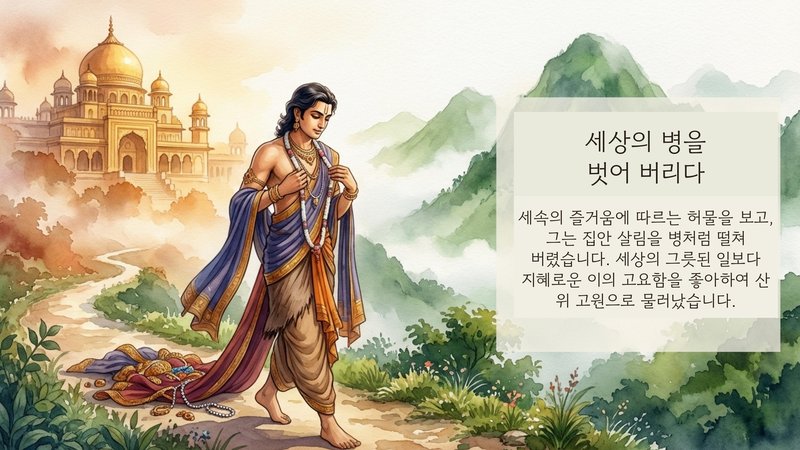 세상의 병을
벗어 버리다
세속의 즐거움에 따르는 허물을 보고,
그는 집안 살림을 병처럼 떨쳐
버렸습니다. 세상의 그릇된 일보다
지혜로운 이의 고요함을 좋아하여 산
위 고원으로 물러났습니다.